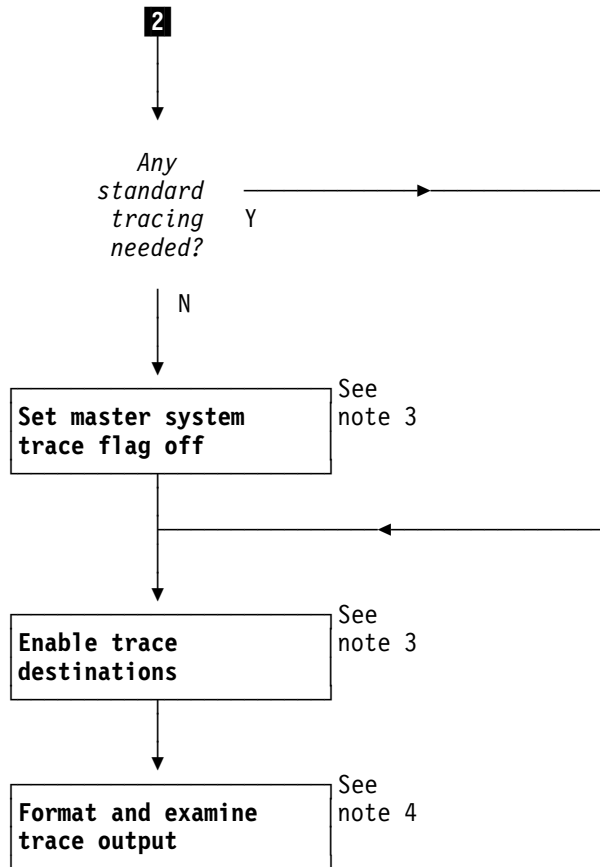 2
Any
standard
tracing Y
needed?
N
See
Set master system note 3
trace flag off
See
Enable trace note 3
destinations
See
Format and examine note 4
trace output